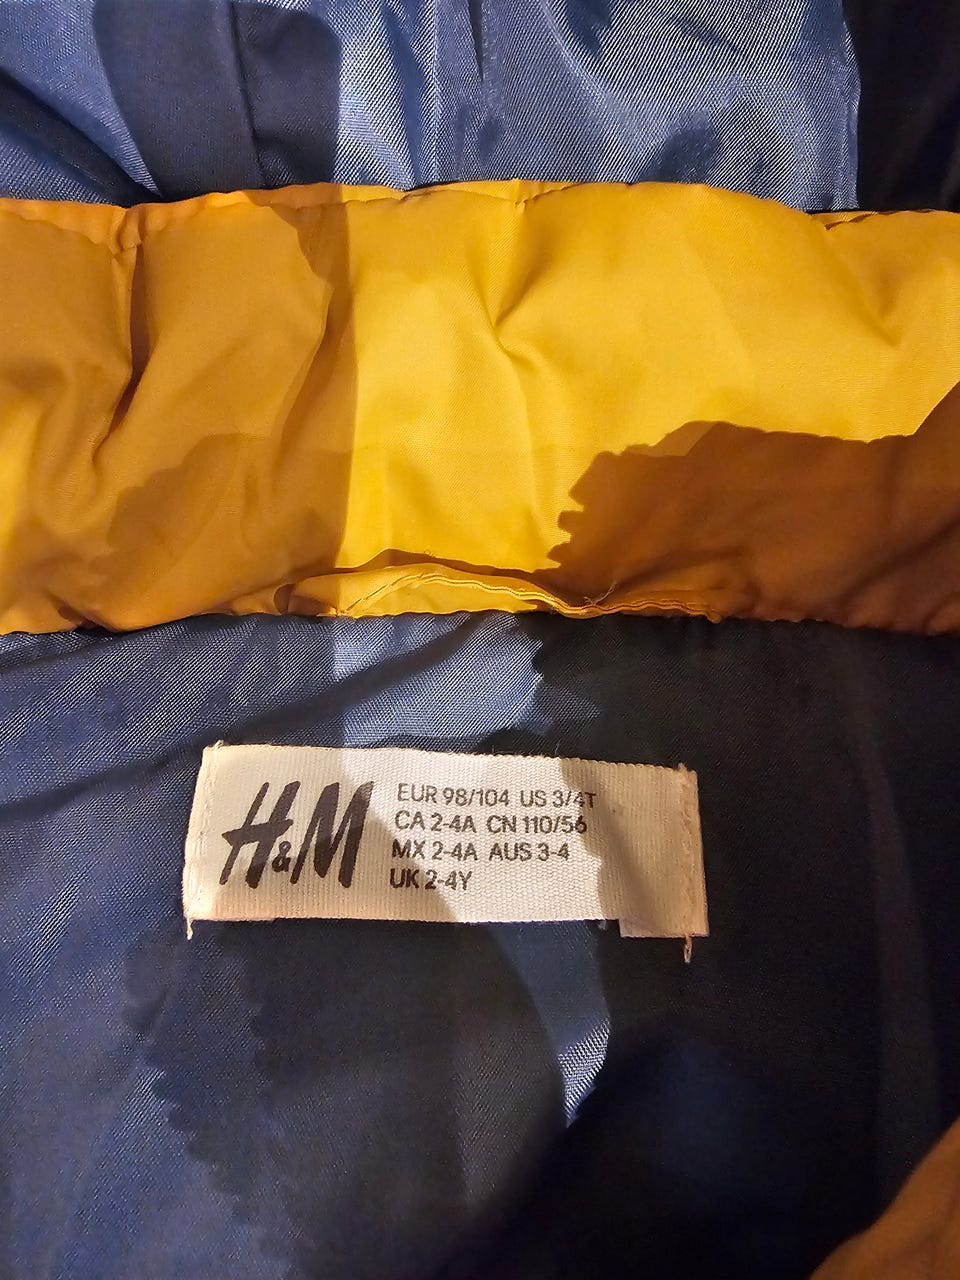 H&M
EUR 98/104 US 3/4T
CA 2-4A CN 110/56
MX 2-4A AUS 3-4
UK 2-4Y